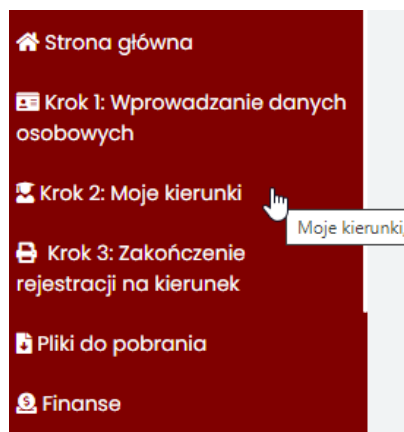 Strona główna
Krok 1: Wprowadzanie danych
osobowych
Krok 2: Moje kierunki
Moje kierunki,
Krok 3: Zakończenie
rejestracji na kierunek
Pliki do pobrania
Finanse